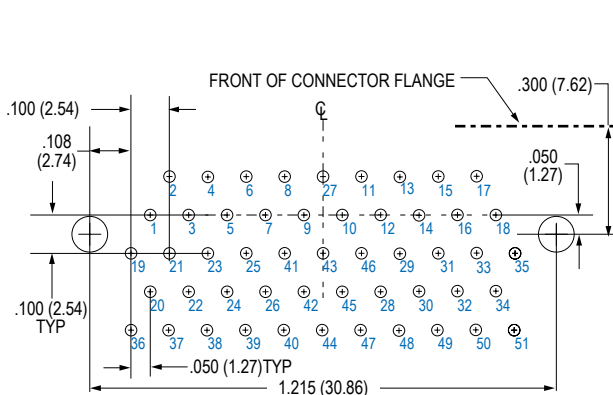 FRONT OF CONNECTOR FLANGE
.300 (7.62)
.100 (2.54)
℄
.108
(2.74)
.050
(1.27)
2 4 6 8 27 11 13 15 17
1 3 5 7 9 10 12 14 16 18
19 21 23 25 41 43 46 29 31 33 35
.100 (2.54)
TYP
20 22 24 26 42 45 28 30 32 34
36 37 38 39 40 44 47 48 49 50 51
.050 (1.27)TYP
1.215 (30.86)